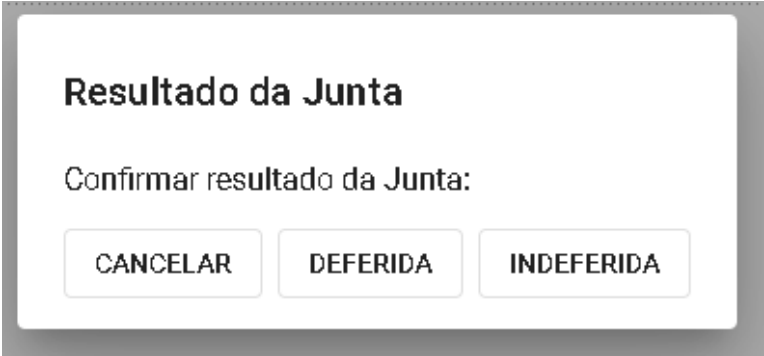 Resultado da Junta
Confirmar resultado da Junta:
CANCELAR DEFERIDA INDEFERIDA